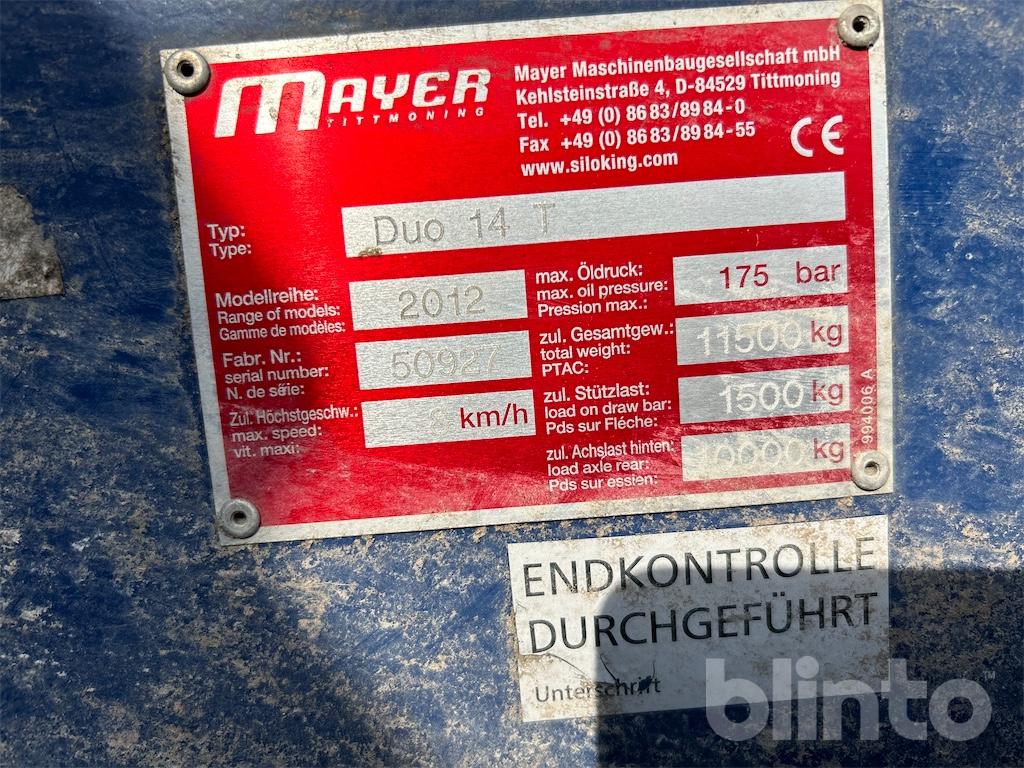 MAYER
TITTMONING
Mayer Maschinenbaugesellschaft mbH
Kehlsteinstraße 4, D-84529 Tittmoning
Tel. +49 (0) 86 83/89 84-0
Fax +49 (0) 86 83/89 84-55
www.siloking.com
CE
Typ:
Type:
Duo 14 T
Modellreihe:
Range of models:
Gamme de modèles:
2012
Fabr. Nr.:
serial number:
N. de série:
50927
Zul. Höchstgeschw.:
max. speed:
vit. maxi:
km/h
max. Öldruck:
max. oil pressure:
Pression max.:
175 bar
zul. Gesamtgew.:
total weight:
PTAC:
11500 kg
zul. Stützlast:
load on draw bar:
Pds sur Fléche:
1500 kg
zul. Achslast hinten:
load axle rear:
Pds sur essien:
10000 kg
994006 A
ENDKONTROLLE
DURCHGEFÜHRT
Unterschrift
blinto